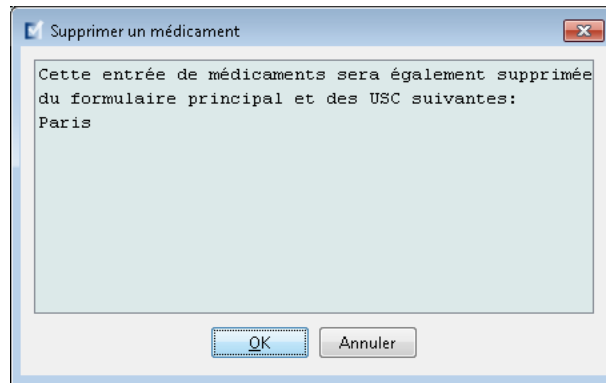 Supprimer un médicament
Cette entrée de médicaments sera également supprimée
du formulaire principal et des USC suivantes:
Paris
OK
Annuler